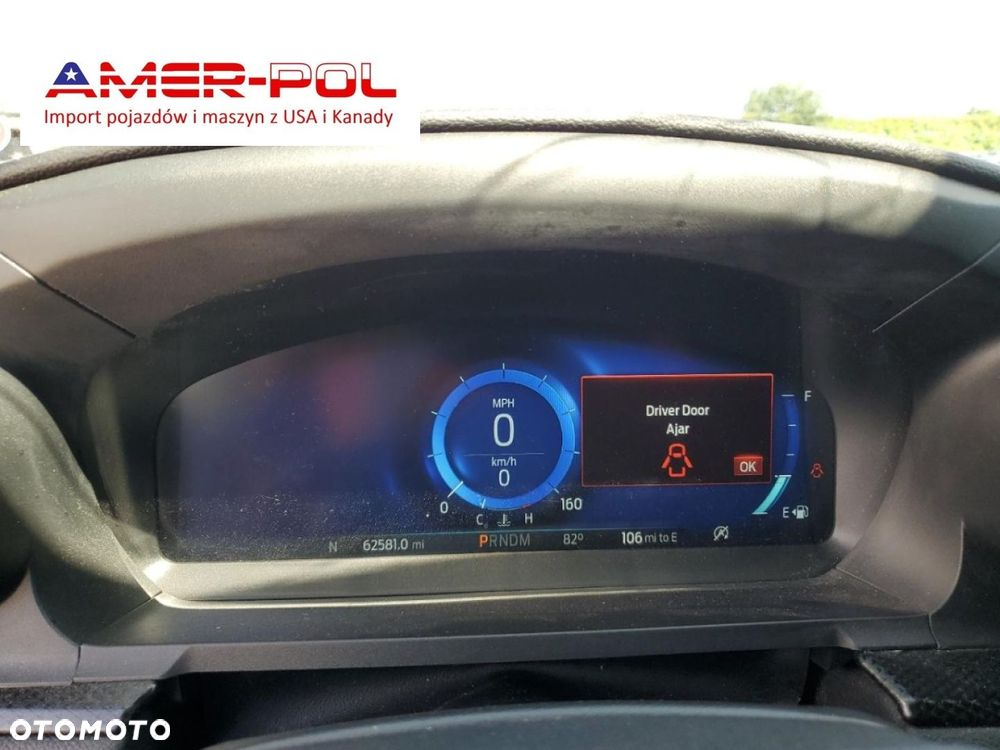 AMER-POL
Import pojazdów i maszyn z USA i Kanady
MPH
0
km/h
0
0
160
C
H
Driver Door
Ajar
OK
F
E
N
62581.0 mi
PRNDM
82°
106 mi to E
OTOMOTO